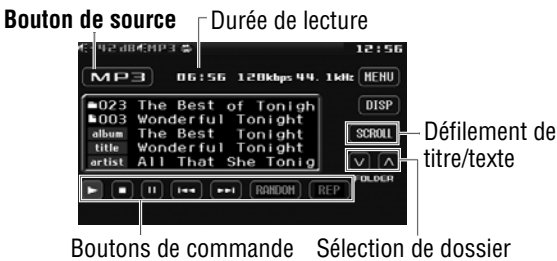 Bouton de source
Durée de lecture
-42dB MP3
12:56
MP3
06:56 128kbps 44.1kHz
MENU
023 The Best of Tonigh
DISP
003 Wonderful Tonight
album The Best Tonight
SCROLL
title Wonderful Tonight
artist All That She Tonig
FOLDER
RANDOM
REP
Défilement de
titre/texte
Boutons de commande
Sélection de dossier